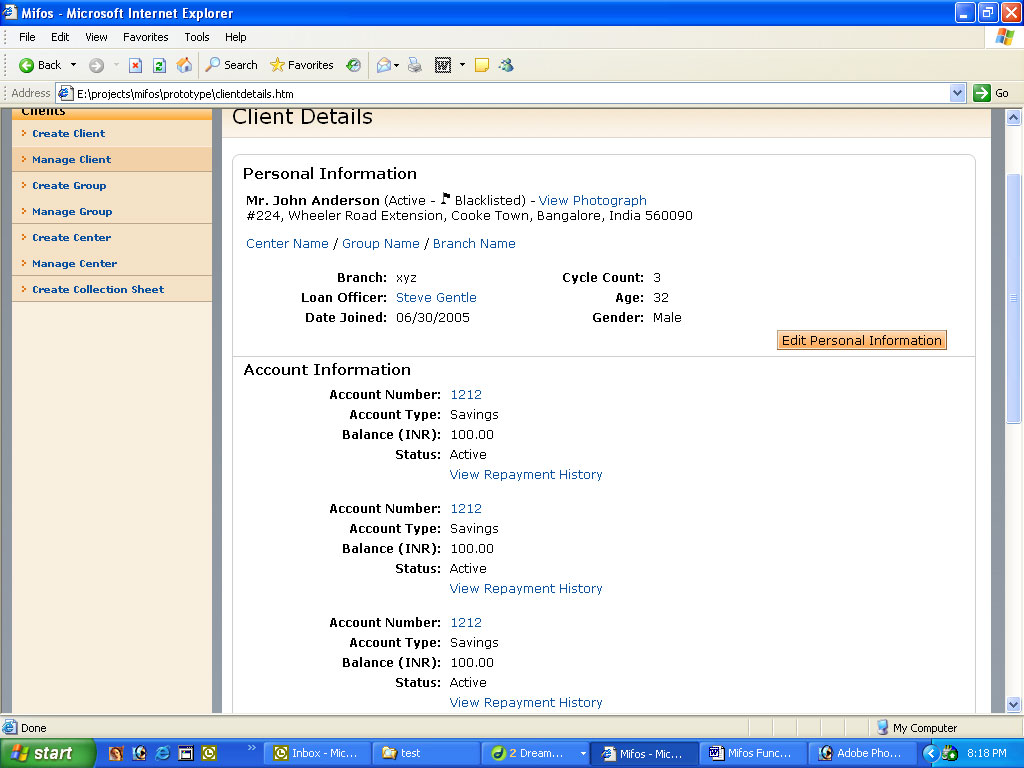 Mifos - Microsoft Internet Explorer
File Edit View Favorites Tools Help
Back Search Favorites
Address E:\projects\mifos\prototype\clientdetails.htm Go
Clients
Create Client
Manage Client
Create Group
Manage Group
Create Center
Manage Center
Create Collection Sheet
Client Details
Personal Information
Mr. John Anderson (Active - Blacklisted) - View Photograph
#224, Wheeler Road Extension, Cooke Town, Bangalore, India 560090
Center Name / Group Name / Branch Name
Branch: xyz Cycle Count: 3
Loan Officer: Steve Gentle Age: 32
Date Joined: 06/30/2005 Gender: Male
Edit Personal Information
Account Information
Account Number: 1212
Account Type: Savings
Balance (INR): 100.00
Status: Active
View Repayment History
Account Number: 1212
Account Type: Savings
Balance (INR): 100.00
Status: Active
View Repayment History
Account Number: 1212
Account Type: Savings
Balance (INR): 100.00
Status: Active
View Repayment History
Done My Computer
start Inbox - Mic... test 2 Dream... Mifos - Mic... Mifos Func... Adobe Pho... 8:18 PM